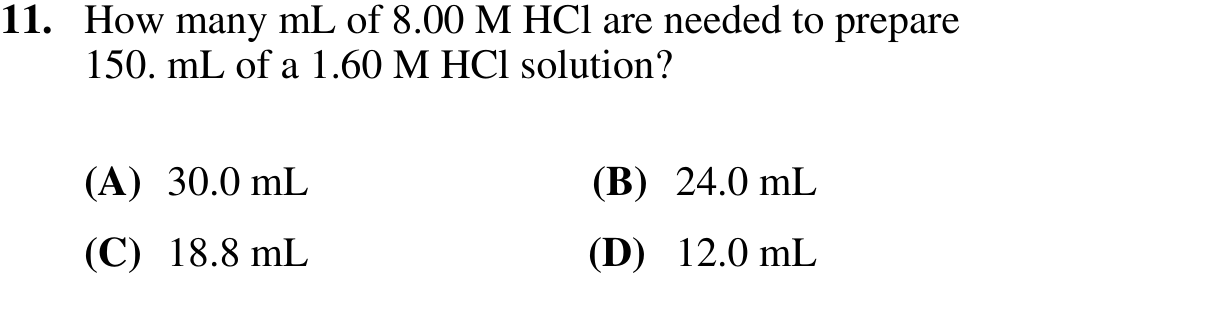 11. How many mL of 8.00 M HCl are needed to prepare
150. mL of a 1.60 M HCl solution?
(A) 30.0 mL (B) 24.0 mL
(C) 18.8 mL (D) 12.0 mL